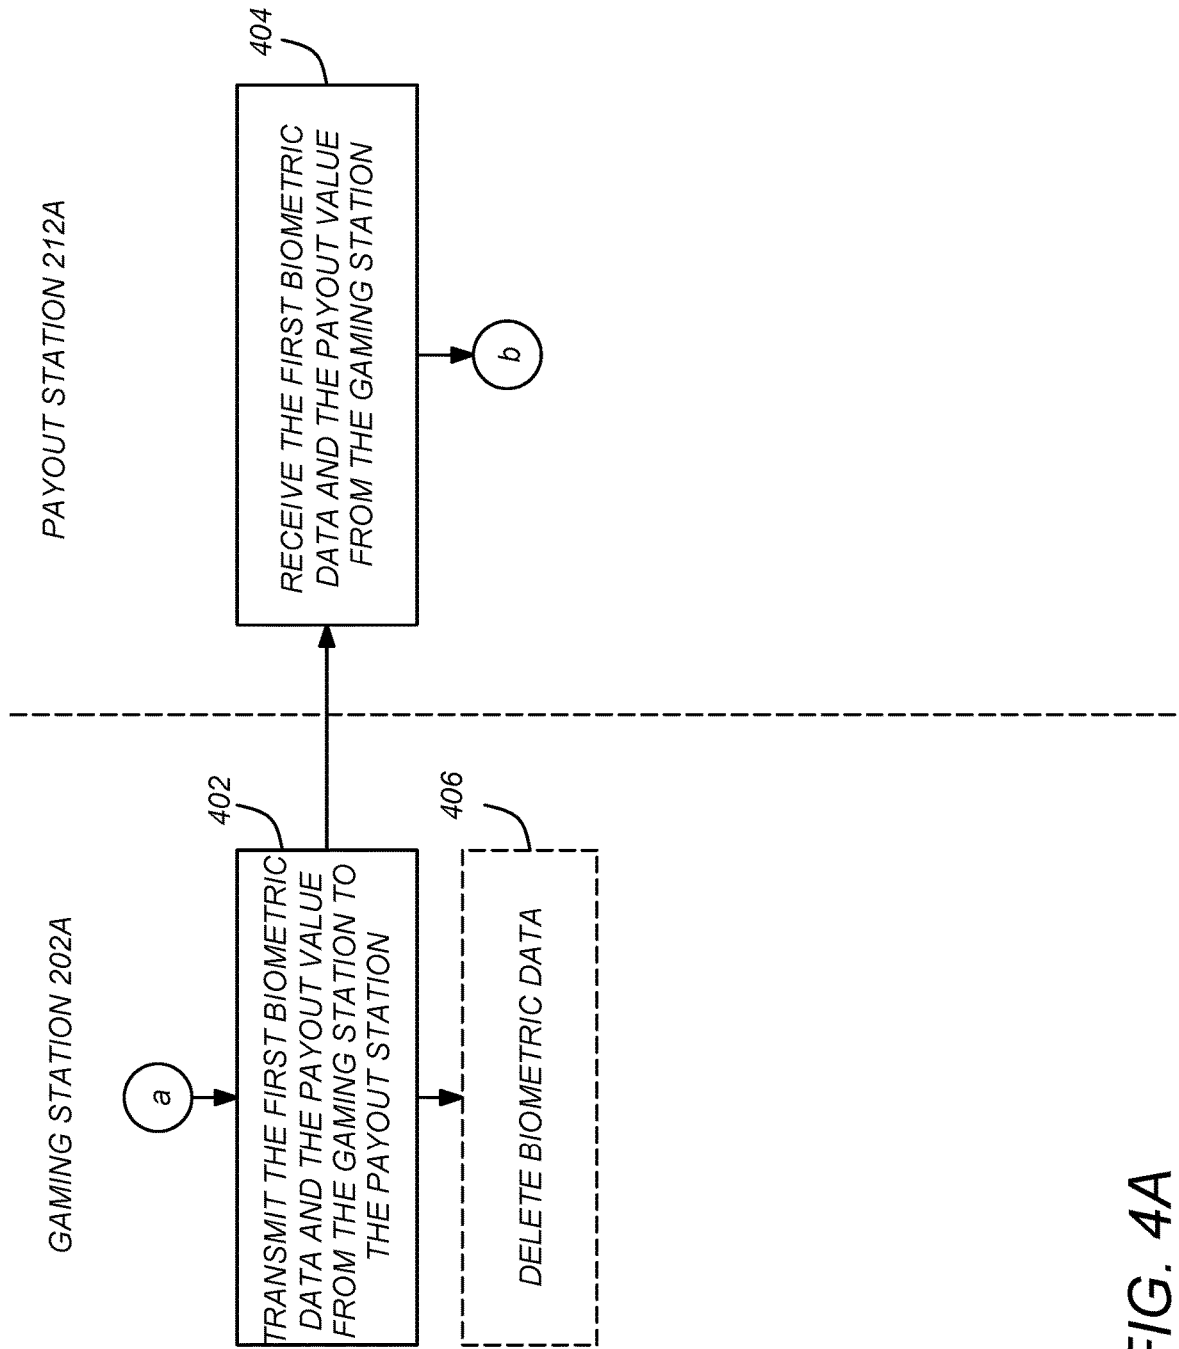 GAMING STATION 202A
PAYOUT STATION 212A
a
402
TRANSMIT THE FIRST BIOMETRIC
DATA AND THE PAYOUT VALUE
FROM THE GAMING STATION TO
THE PAYOUT STATION
404
RECEIVE THE FIRST BIOMETRIC
DATA AND THE PAYOUT VALUE
FROM THE GAMING STATION
b
406
DELETE BIOMETRIC DATA
FIG. 4A